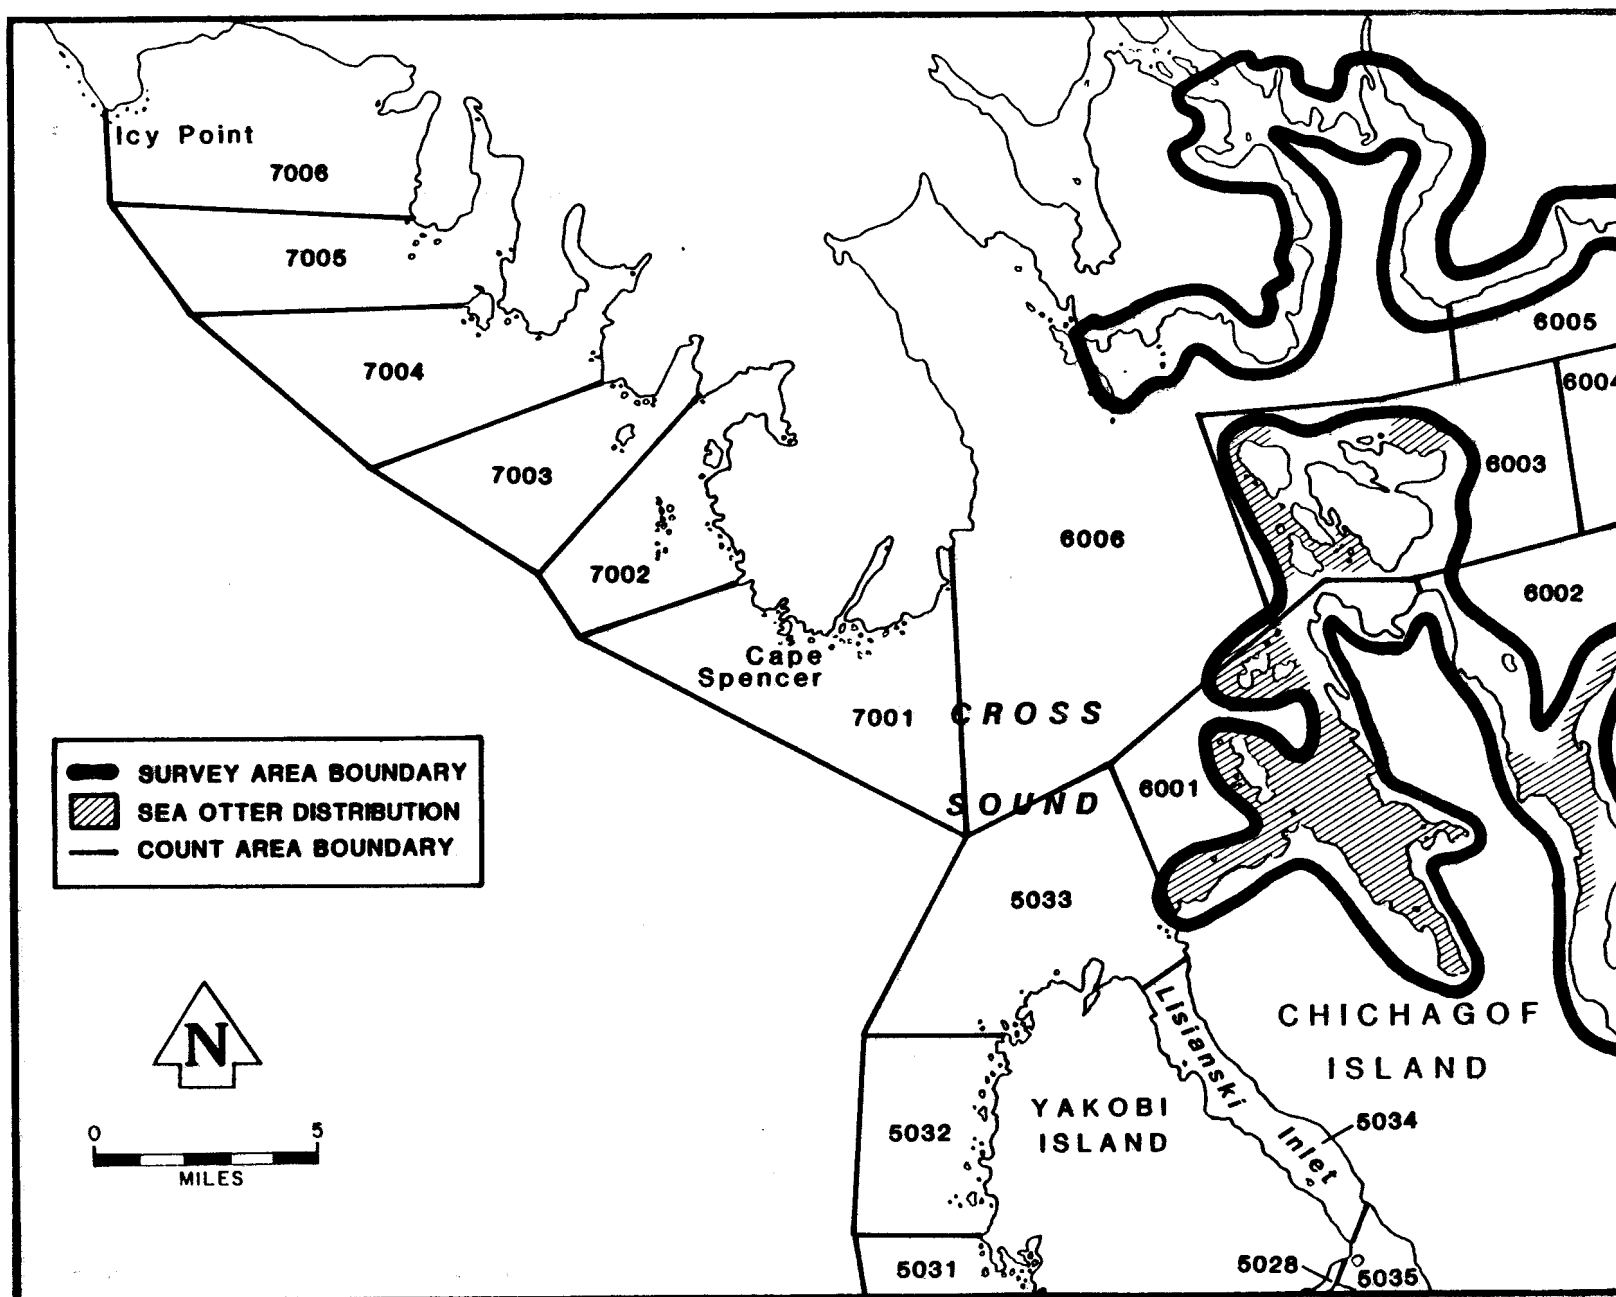 Icy Point
7006
7005
7004
7003
7002
Cape
Spencer
7001
CROSS
SOUND
6006
6005
6004
6003
6002
6001
SURVEY AREA BOUNDARY
SEA OTTER DISTRIBUTION
COUNT AREA BOUNDARY
5033
N
0 5
MILES
Lisianski Inlet
CHICHAGOF
ISLAND
YAKOBI
ISLAND
5032
5034
5031
5028
5035